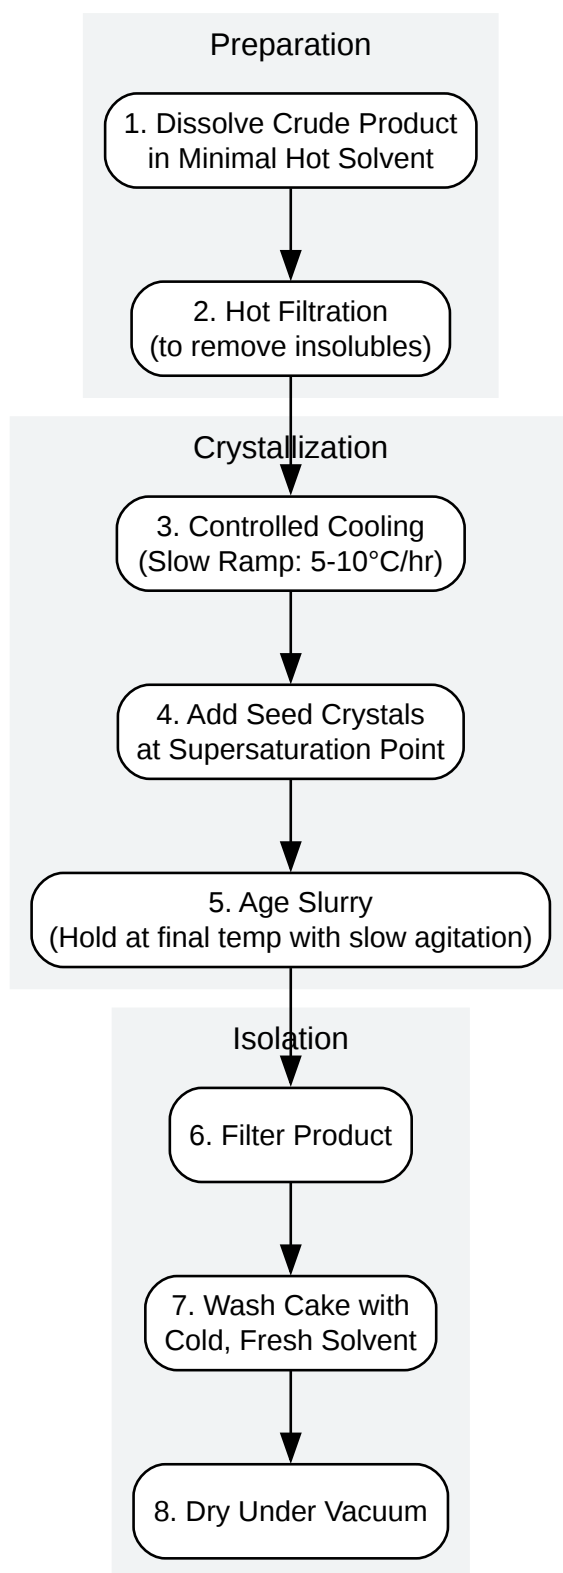 Preparation
1. Dissolve Crude Product
in Minimal Hot Solvent
2. Hot Filtration
(to remove insolubles)
Crystallization
3. Controlled Cooling
(Slow Ramp: 5-10°C/hr)
4. Add Seed Crystals
at Supersaturation Point
5. Age Slurry
(Hold at final temp with slow agitation)
Isolation
6. Filter Product
7. Wash Cake with
Cold, Fresh Solvent
8. Dry Under Vacuum